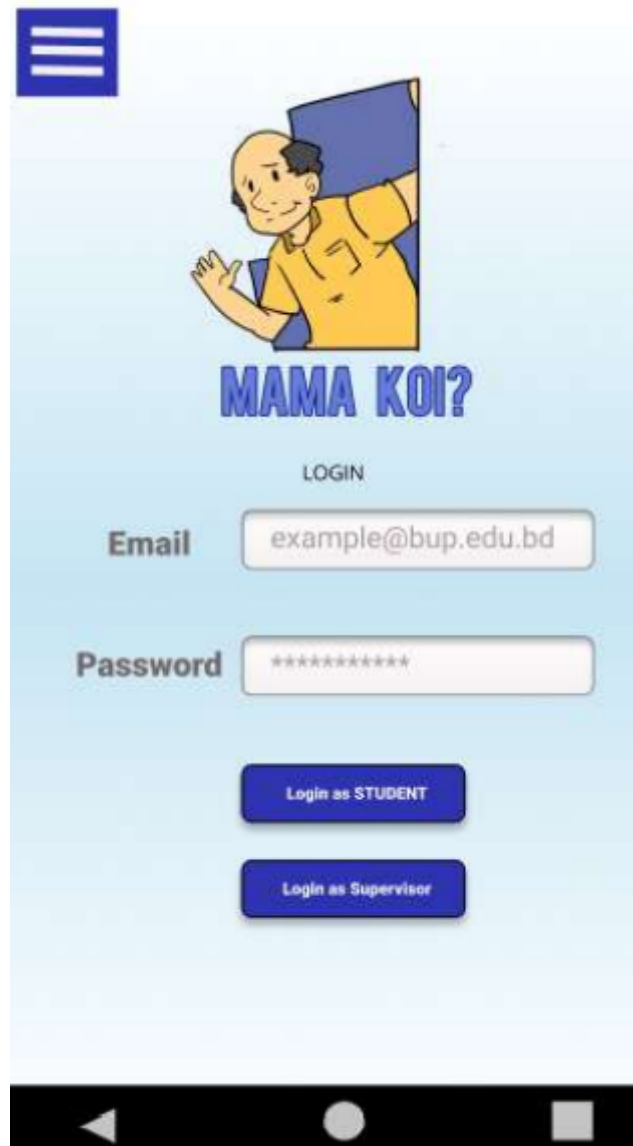 MAMA KOI?
LOGIN
Email
example@bup.edu.bd
Password
***********
Login as STUDENT
Login as Supervisor